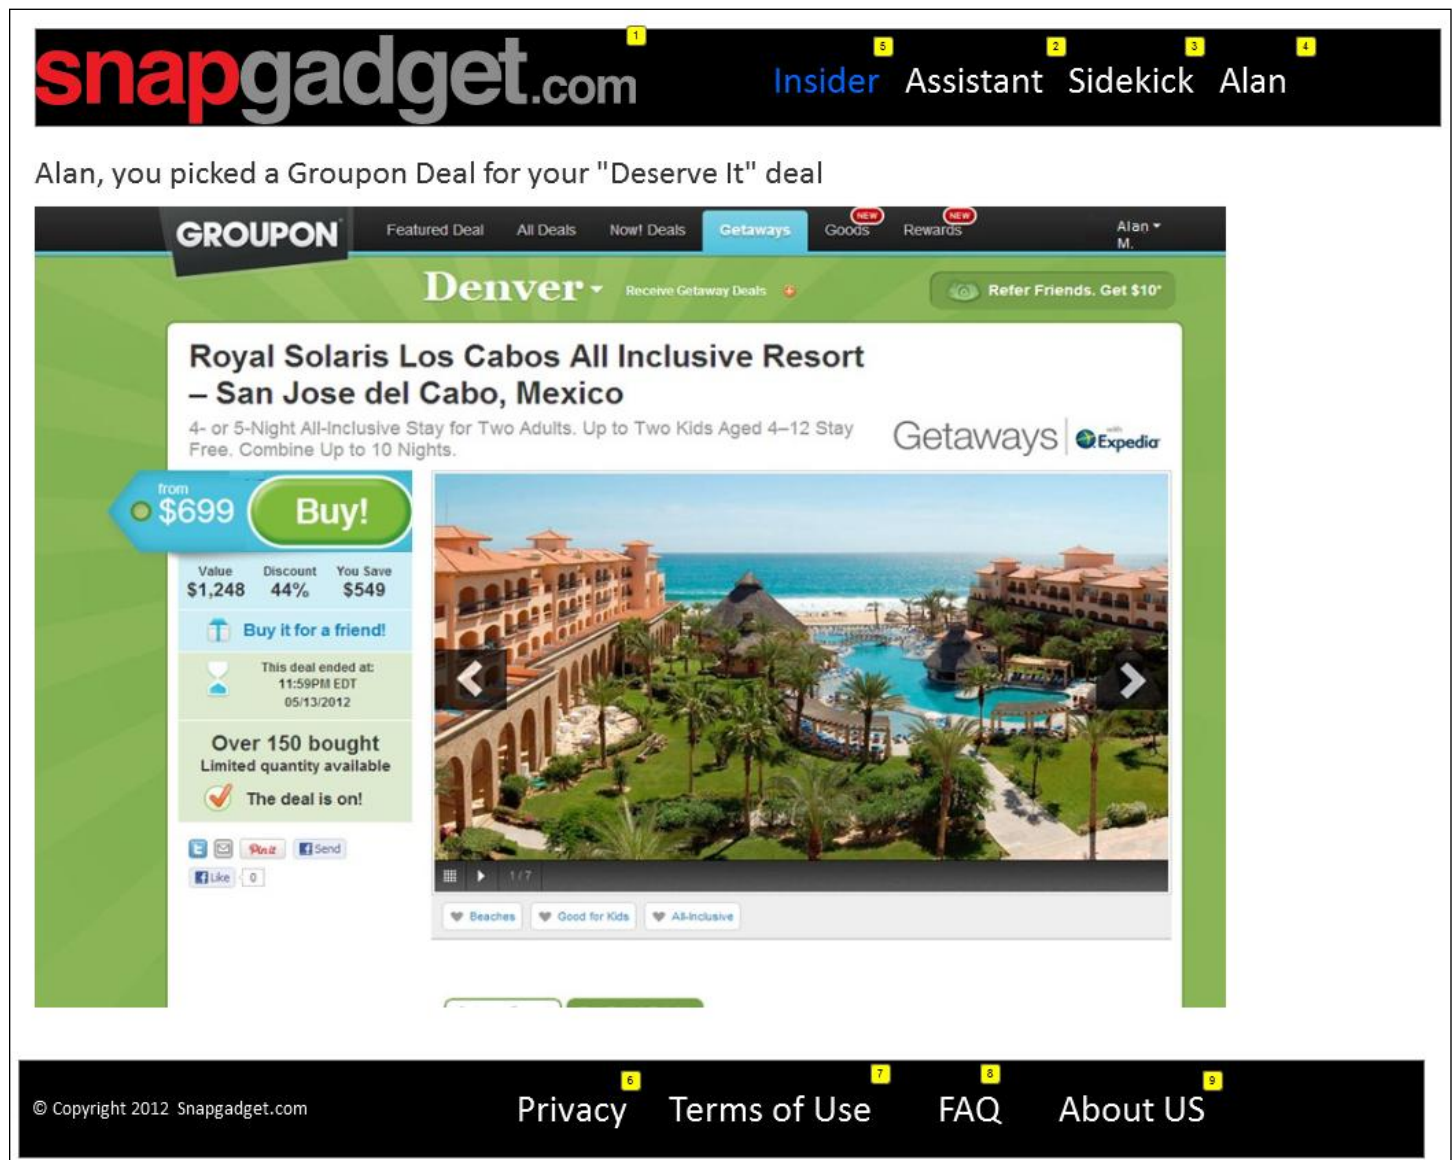 snapgadget.com 1
Insider 5 Assistant 2 Sidekick 3 Alan 4
Alan, you picked a Groupon Deal for your "Deserve It" deal
GROUPON Featured Deal All Deals Now! Deals Getaways Goods NEW Rewards NEW Alan M.
Denver Receive Getaway Deals Refer Friends. Get $10*
Royal Solaris Los Cabos All Inclusive Resort
– San Jose del Cabo, Mexico
4- or 5-Night All-Inclusive Stay for Two Adults. Up to Two Kids Aged 4–12 Stay
Free. Combine Up to 10 Nights.
Getaways with Expedia
from
$699 Buy!
Value Discount You Save
$1,248 44% $549
Buy it for a friend!
This deal ended at:
11:59PM EDT
05/13/2012
Over 150 bought
Limited quantity available
The deal is on!
Pin it Send
Like 0
1 / 7
Beaches Good for Kids All-Inclusive
© Copyright 2012 Snapgadget.com
Privacy 6 Terms of Use 7 FAQ 8 About US 9